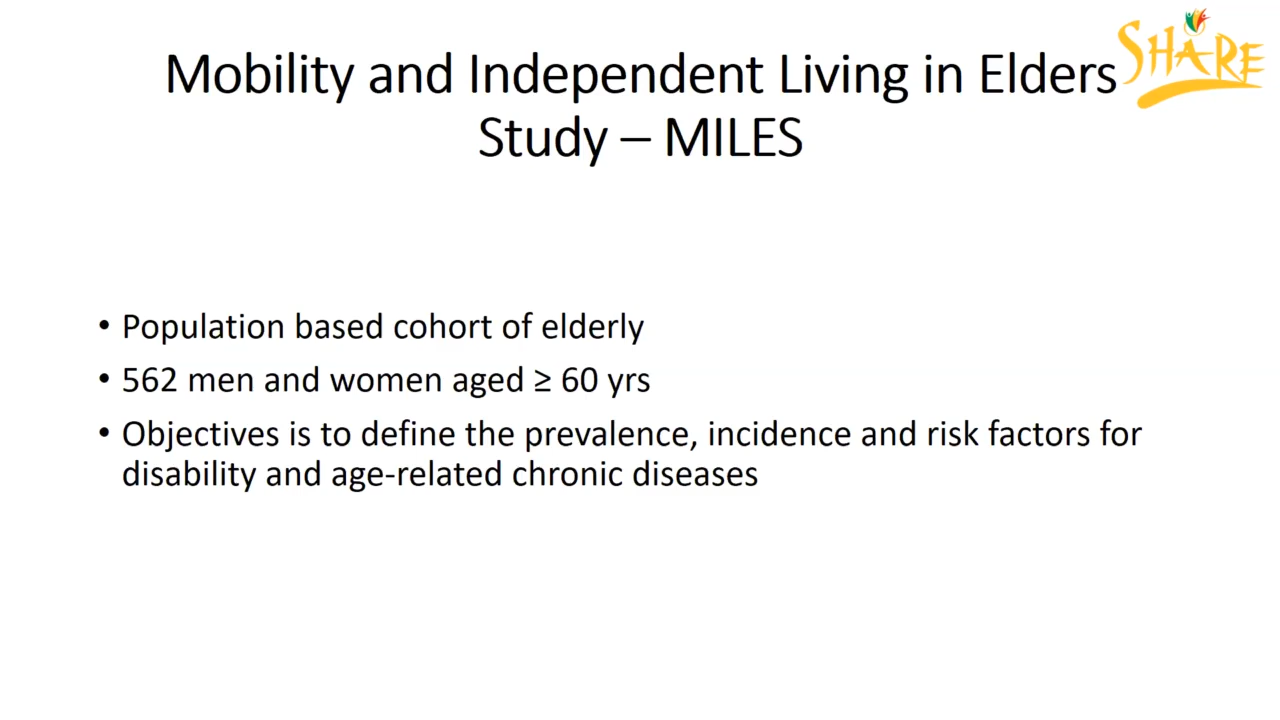 SHARE
Mobility and Independent Living in Elders
Study – MILES
• Population based cohort of elderly
• 562 men and women aged ≥ 60 yrs
• Objectives is to define the prevalence, incidence and risk factors for
disability and age-related chronic diseases